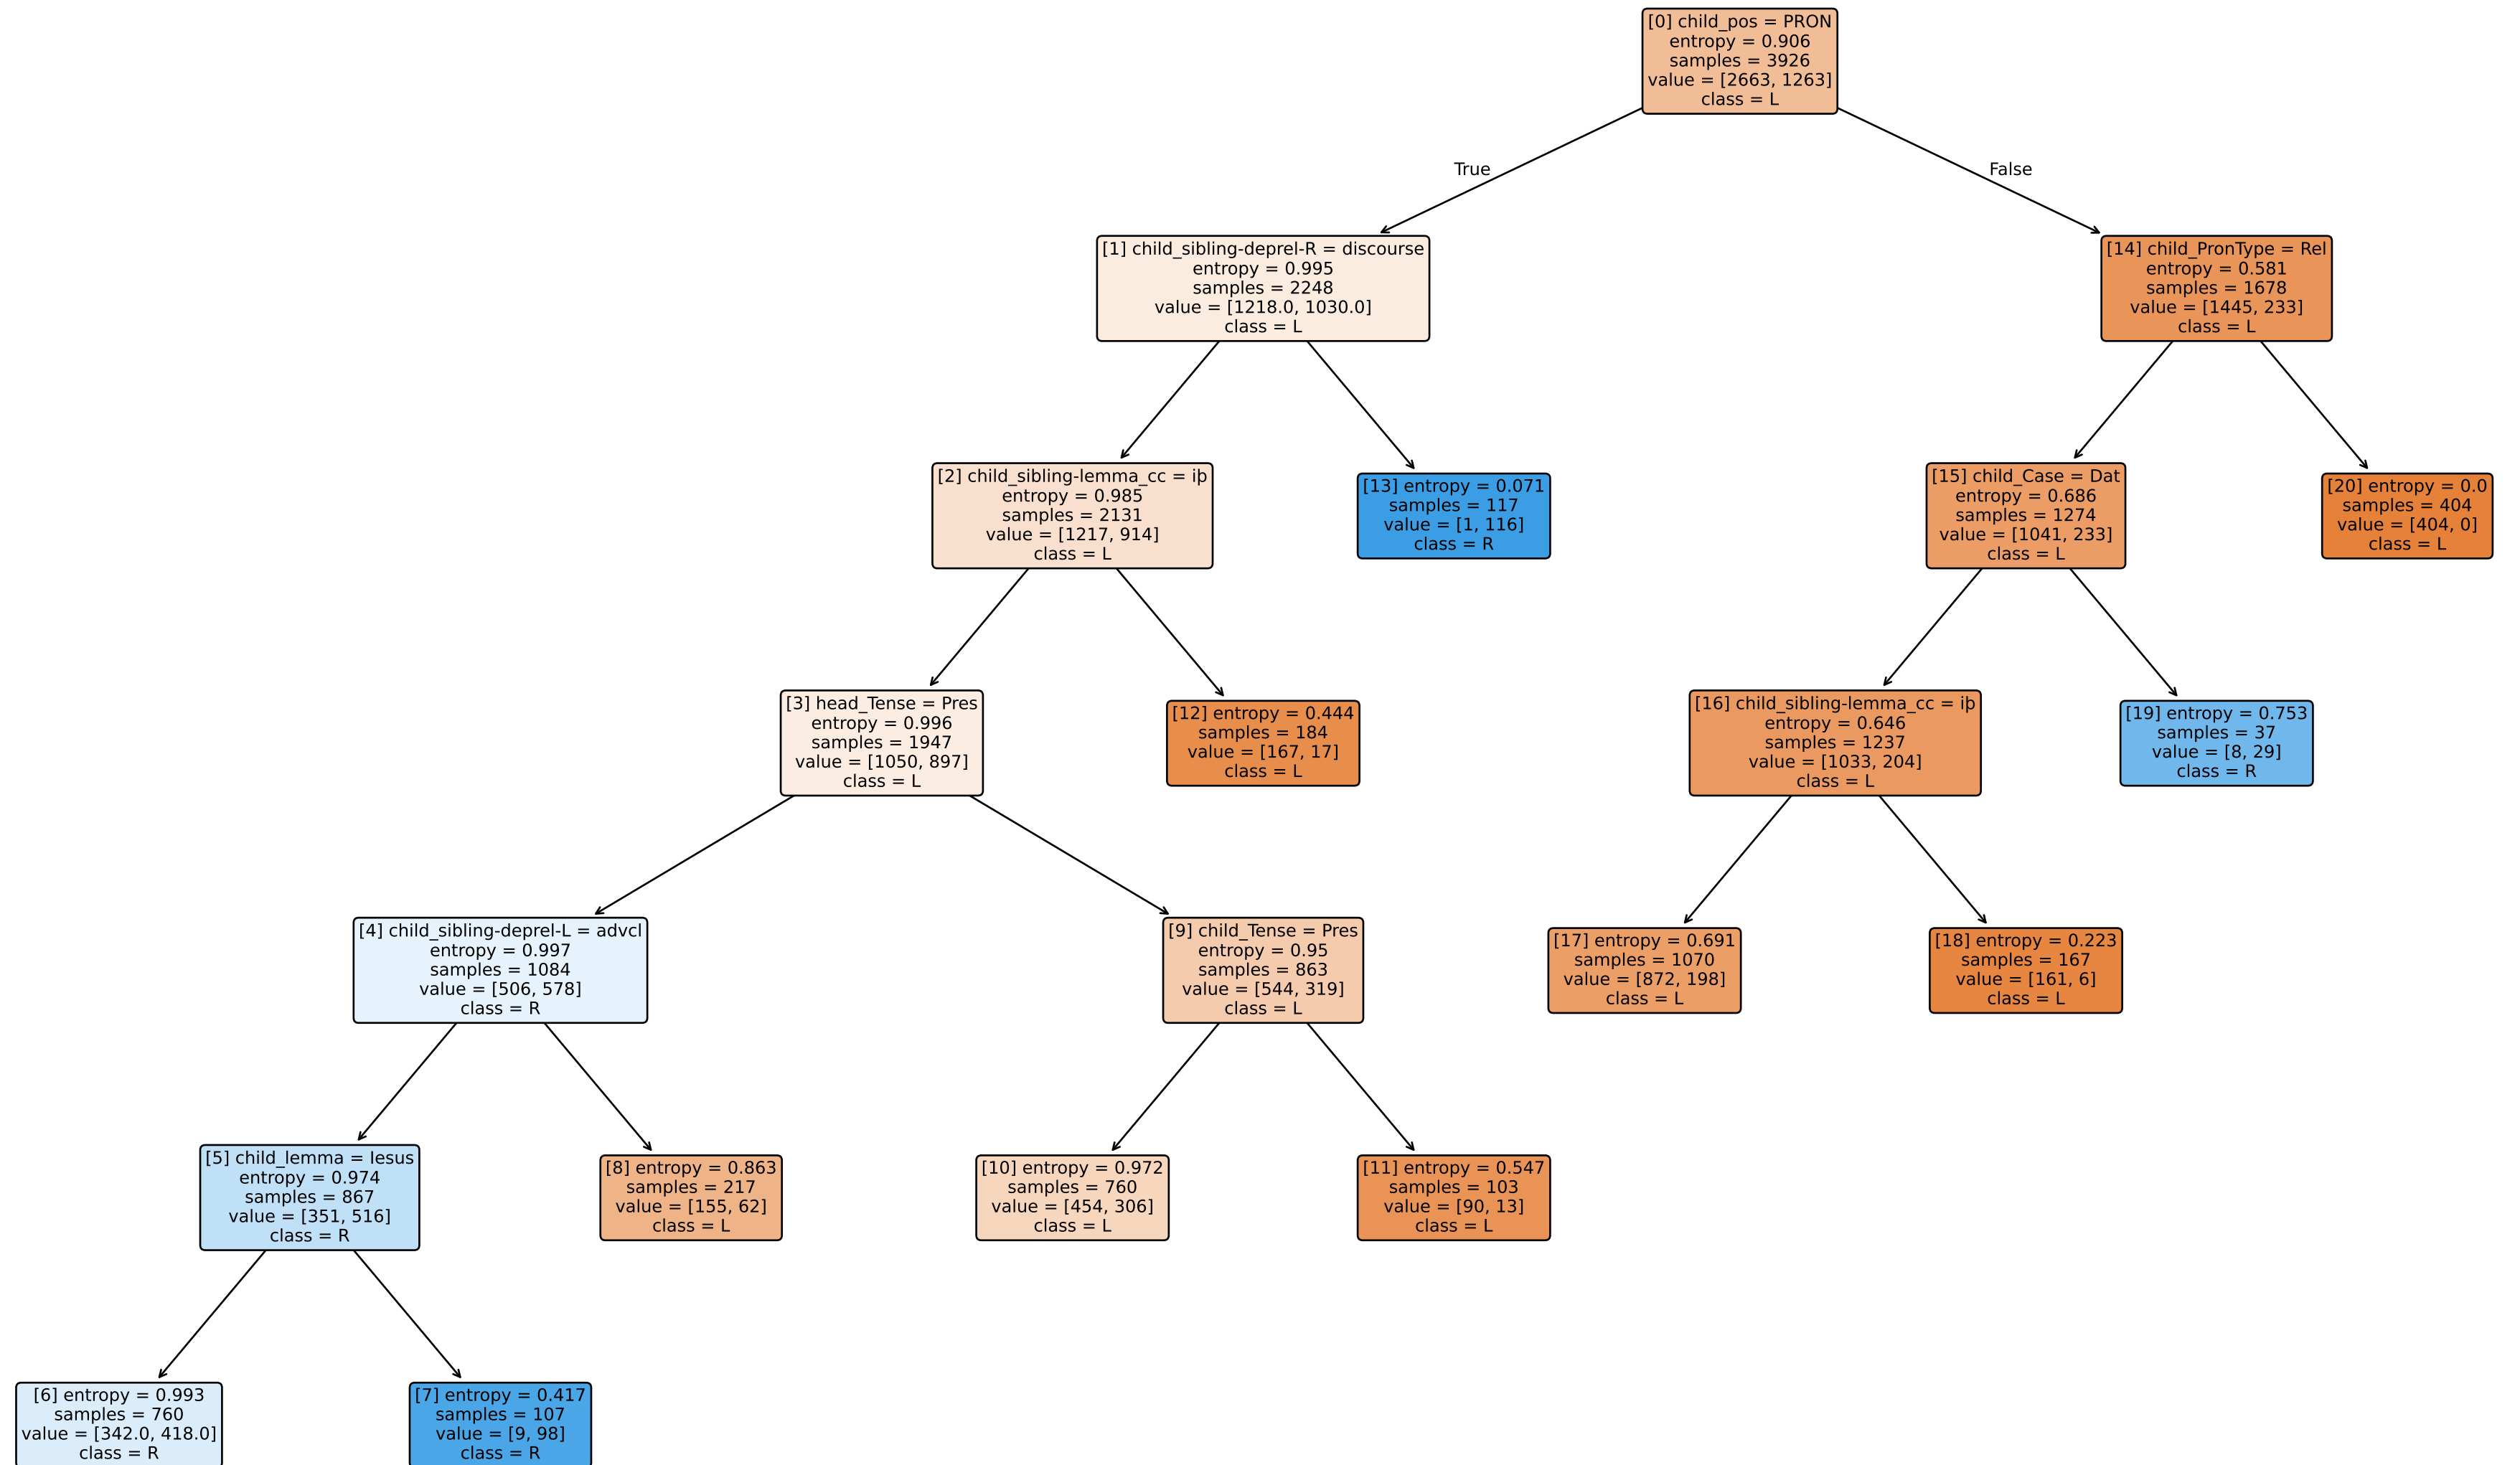 [0] child_pos = PRON
entropy = 0.906
samples = 3926
value = [2663, 1263]
class = L
True
False
[1] child_sibling-deprel-R = discourse
entropy = 0.995
samples = 2248
value = [1218.0, 1030.0]
class = L
[14] child_PronType = Rel
entropy = 0.581
samples = 1678
value = [1445, 233]
class = L
[2] child_sibling-lemma_cc = iþ
entropy = 0.985
samples = 2131
value = [1217, 914]
class = L
[13] entropy = 0.071
samples = 117
value = [1, 116]
class = R
[15] child_Case = Dat
entropy = 0.686
samples = 1274
value = [1041, 233]
class = L
[20] entropy = 0.0
samples = 404
value = [404, 0]
class = L
[3] head_Tense = Pres
entropy = 0.996
samples = 1947
value = [1050, 897]
class = L
[12] entropy = 0.444
samples = 184
value = [167, 17]
class = L
[16] child_sibling-lemma_cc = iþ
entropy = 0.646
samples = 1237
value = [1033, 204]
class = L
[19] entropy = 0.753
samples = 37
value = [8, 29]
class = R
[4] child_sibling-deprel-L = advcl
entropy = 0.997
samples = 1084
value = [506, 578]
class = R
[9] child_Tense = Pres
entropy = 0.95
samples = 863
value = [544, 319]
class = L
[17] entropy = 0.691
samples = 1070
value = [872, 198]
class = L
[18] entropy = 0.223
samples = 167
value = [161, 6]
class = L
[5] child_lemma = Iesus
entropy = 0.974
samples = 867
value = [351, 516]
class = R
[8] entropy = 0.863
samples = 217
value = [155, 62]
class = L
[10] entropy = 0.972
samples = 760
value = [454, 306]
class = L
[11] entropy = 0.547
samples = 103
value = [90, 13]
class = L
[6] entropy = 0.993
samples = 760
value = [342.0, 418.0]
class = R
[7] entropy = 0.417
samples = 107
value = [9, 98]
class = R